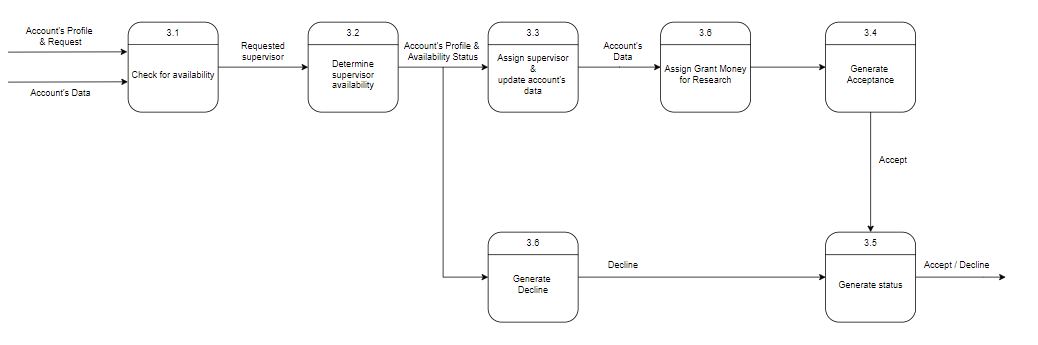 Account's Profile
& Request
Account's Data
3.1
Check for availability
Requested
supervisor
3.2
Determine
supervisor
availability
Account's Profile &
Availability Status
3.3
Assign supervisor
&
update account's
data
Account's
Data
3.6
Assign Grant Money
for Research
3.4
Generate
Acceptance
Accept
3.6
Generate
Decline
Decline
3.5
Generate status
Accept / Decline